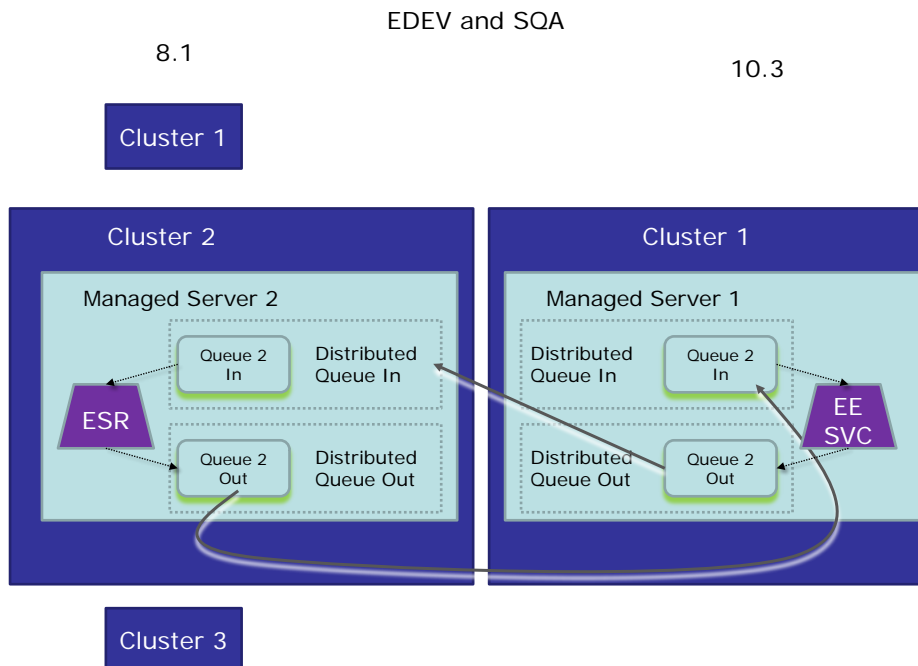 EDEV and SQA
8.1
10.3
Cluster 1
Cluster 2
Managed Server 2
Queue 2
In
Distributed
Queue In
ESR
Queue 2
Out
Distributed
Queue Out
Cluster 1
Managed Server 1
Distributed
Queue In
Queue 2
In
EE
SVC
Distributed
Queue Out
Queue 2
Out
Cluster 3